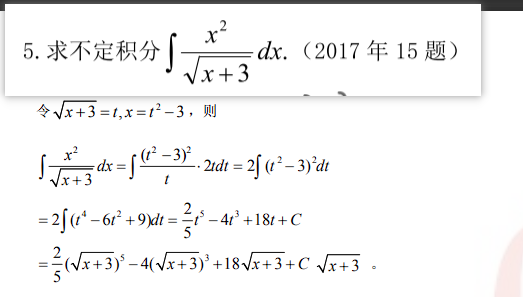 5.求不定积分∫ x²/√(x+3) dx.（2017 年 15 题）
令√(x+3) = t, x = t² − 3，则
∫ x²/√(x+3) dx = ∫ (t² − 3)²/t · 2tdt = 2∫ (t² − 3)²dt
= 2∫ (t⁴ − 6t² + 9)dt = 2/5 t⁵ − 4t³ + 18t + C
= 2/5 (√(x+3))⁵ − 4(√(x+3))³ + 18√(x+3) + C √(x+3) 。